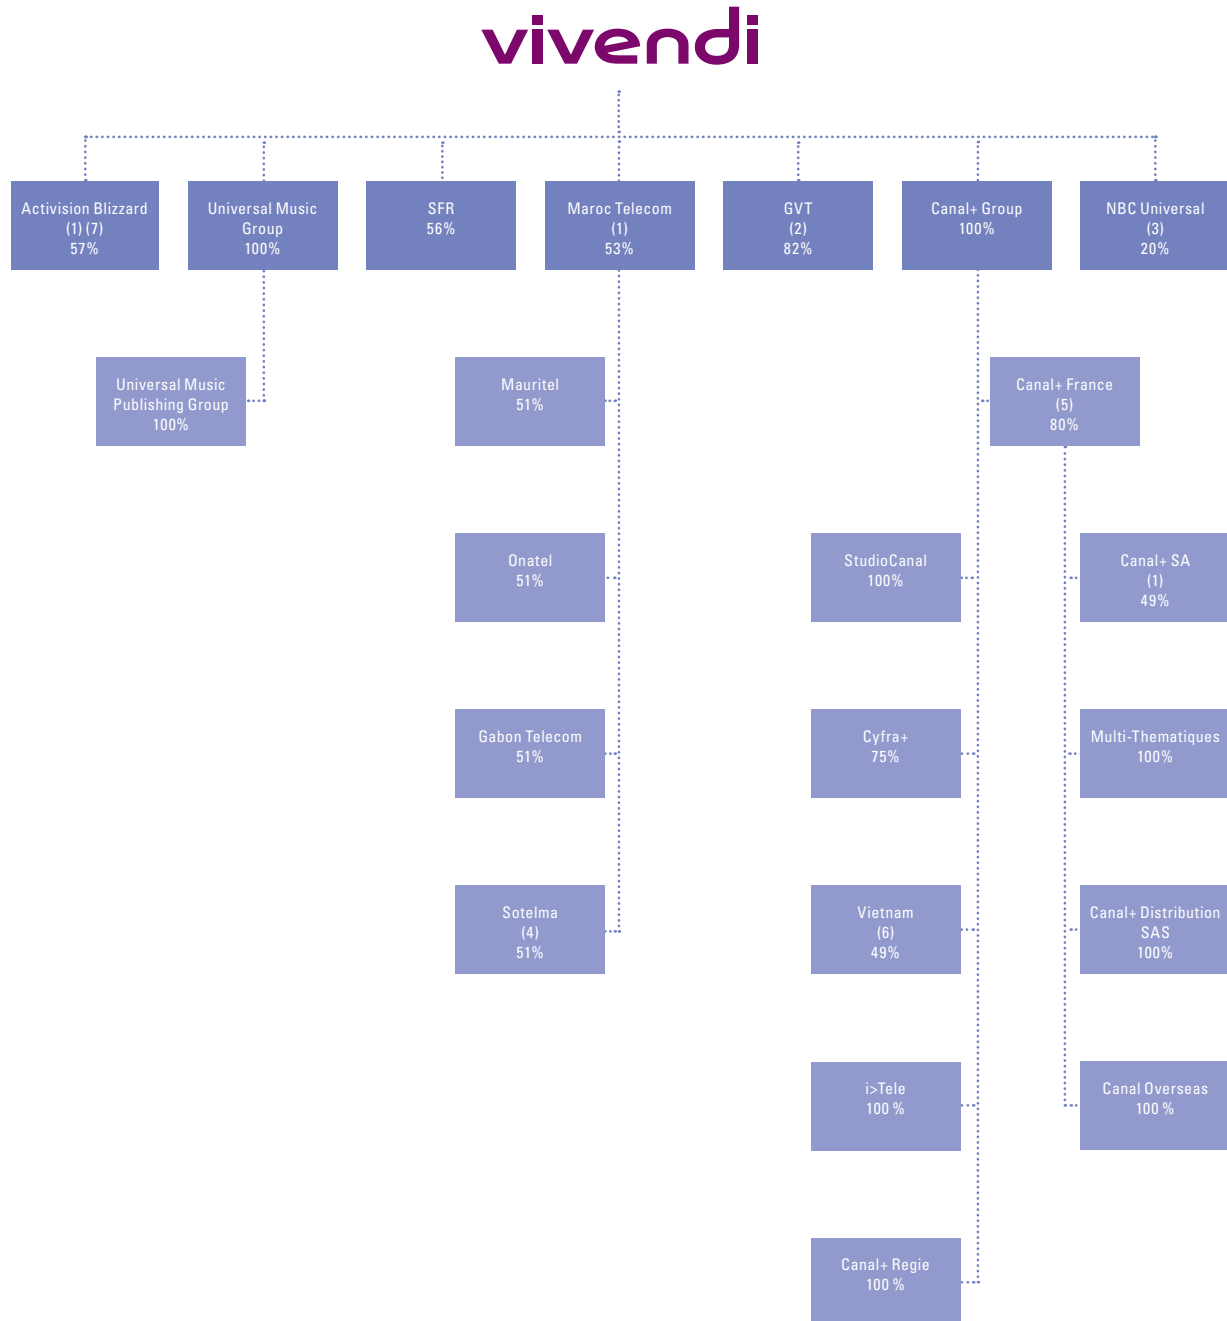 vivendi
Activision Blizzard
(1) (7)
57%
Universal Music
Group
100%
SFR
56%
Maroc Telecom
(1)
53%
GVT
(2)
82%
Canal+ Group
100%
NBC Universal
(3)
20%
Universal Music
Publishing Group
100%
Mauritel
51%
Canal+ France
(5)
80%
Onatel
51%
StudioCanal
100%
Canal+ SA
(1)
49%
Gabon Telecom
51%
Cyfra+
75%
Multi-Thematiques
100%
Sotelma
(4)
51%
Vietnam
(6)
49%
Canal+ Distribution
SAS
100%
i>Tele
100 %
Canal Overseas
100 %
Canal+ Regie
100 %